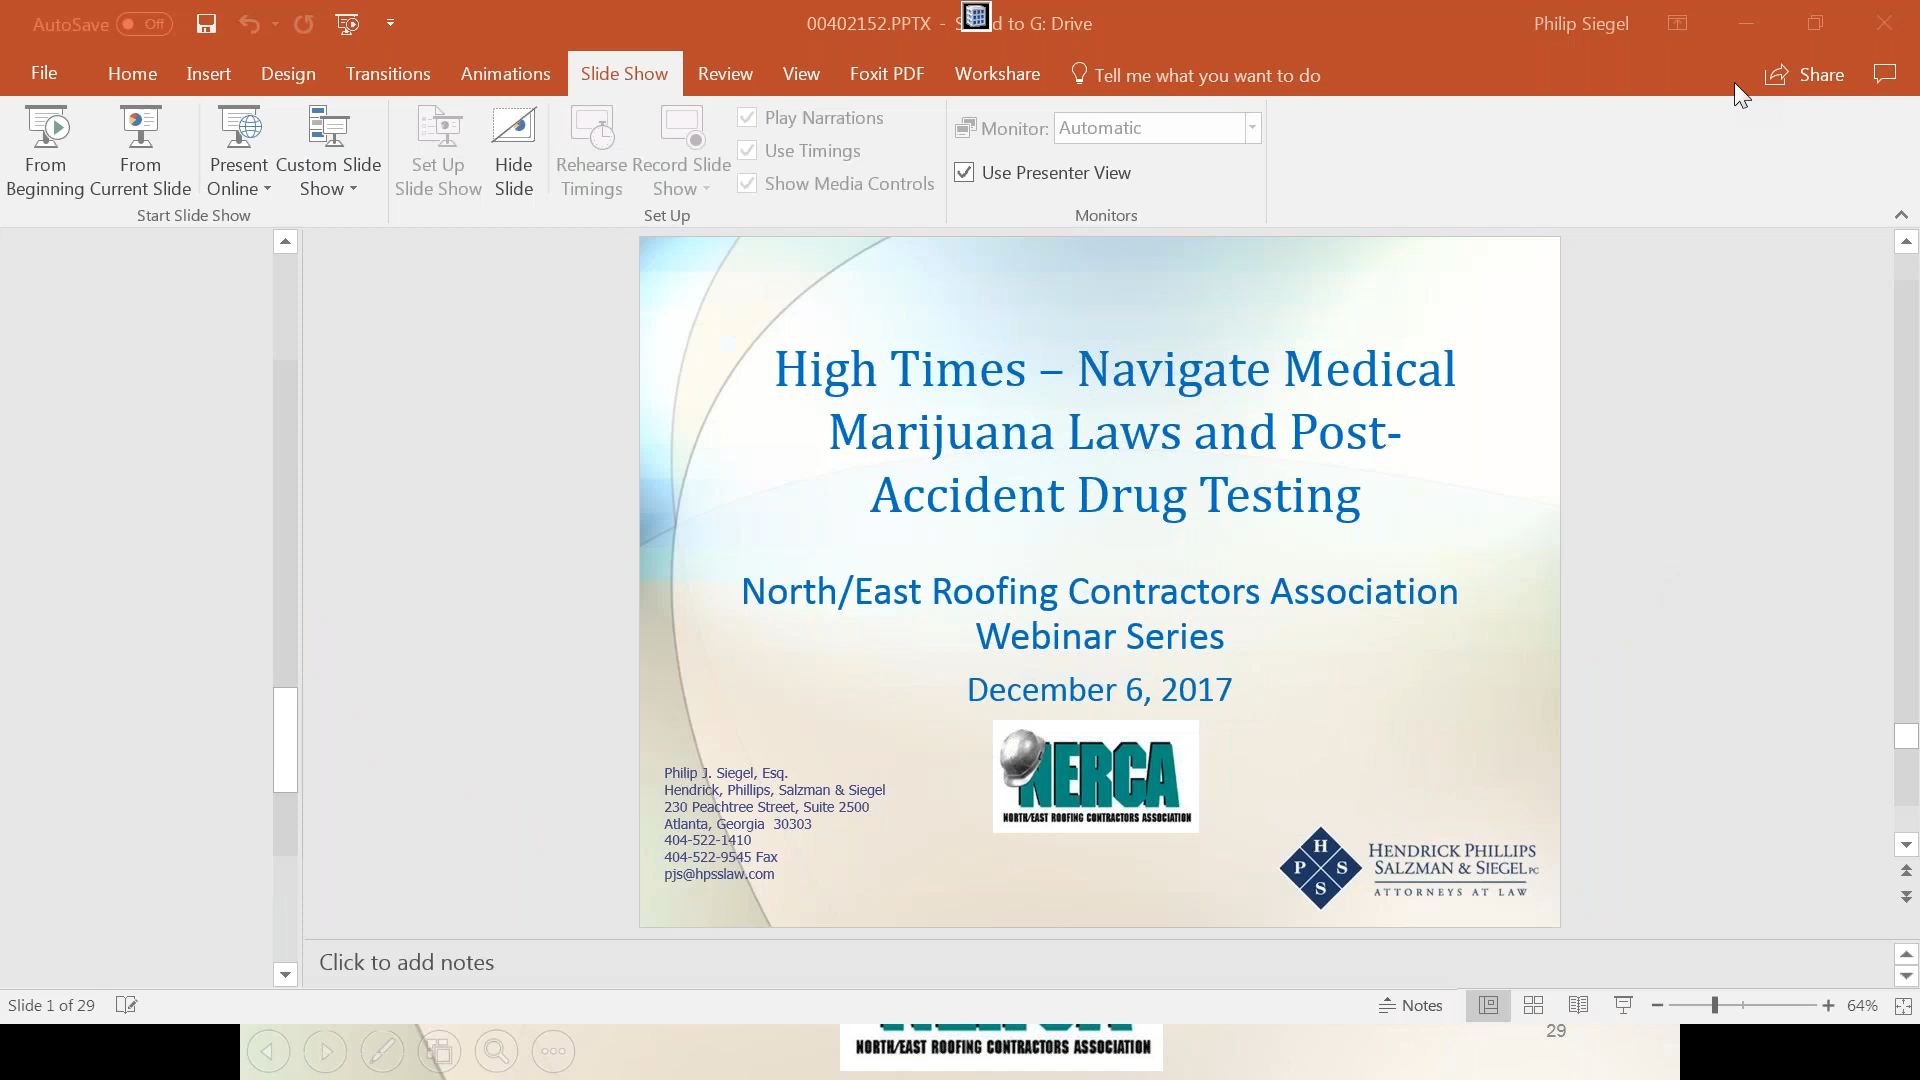 AutoSave Off
00402152.PPTX - S d to G: Drive
Philip Siegel
File Home Insert Design Transitions Animations Slide Show Review View Foxit PDF Workshare Tell me what you want to do Share
From Beginning
From Current Slide
Present Online
Custom Slide Show
Set Up Slide Show
Hide Slide
Rehearse Timings
Record Slide Show
Play Narrations
Use Timings
Show Media Controls
Monitor: Automatic
Use Presenter View
Start Slide Show
Set Up
Monitors
High Times – Navigate Medical
Marijuana Laws and Post-
Accident Drug Testing
North/East Roofing Contractors Association
Webinar Series
December 6, 2017
NERCA
NORTH/EAST ROOFING CONTRACTORS ASSOCIATION
Philip J. Siegel, Esq.
Hendrick, Phillips, Salzman & Siegel
230 Peachtree Street, Suite 2500
Atlanta, Georgia 30303
404-522-1410
404-522-9545 Fax
pjs@hpsslaw.com
H
P S
S
HENDRICK PHILLIPS
SALZMAN & SIEGEL PC
ATTORNEYS AT LAW
Click to add notes
Slide 1 of 29
Notes
64%
29
NORTH/EAST ROOFING CONTRACTORS ASSOCIATION